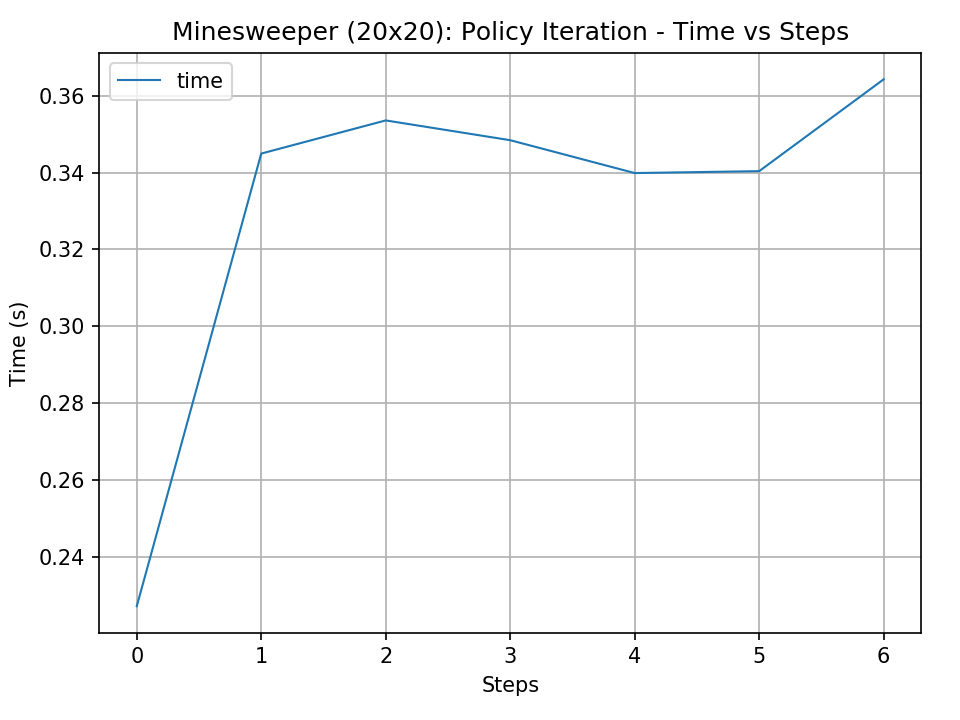 Minesweeper (20x20): Policy Iteration - Time vs Steps
time
0.36
0.34
0.32
0.30
0.28
0.26
0.24
Time (s)
0 1 2 3 4 5 6
Steps